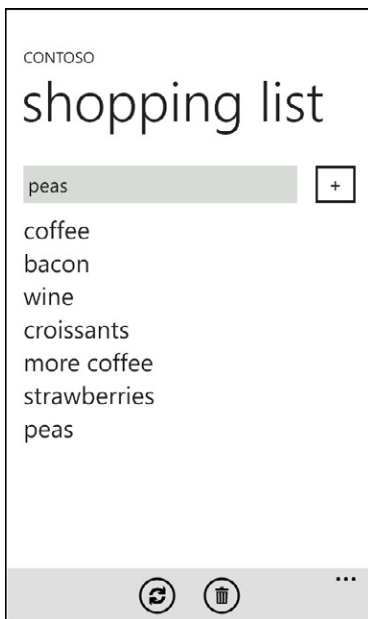 CONTOSO
shopping list
peas +
coffee
bacon
wine
croissants
more coffee
strawberries
peas
...